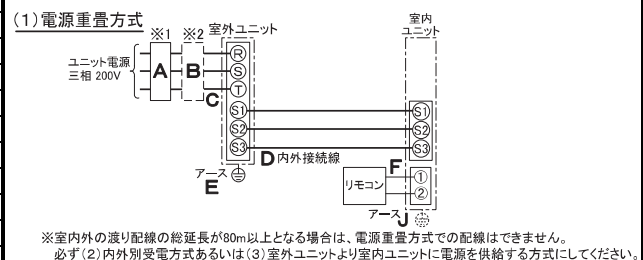 (1)電源重畳方式
※1
※2
室外ユニット
室内
ユニット
ユニット電源
三相 200V
A
B
C
R
S
T
S1
S2
S3
S1
S2
S3
D 内外接続線
アース
E
リモコン
F
1
2
アース
J
※室内外の渡り配線の総延長が80m以上となる場合は、電源重畳方式での配線はできません。
必ず(2)内外別受電方式あるいは(3)室外ユニットより室内ユニットに電源を供給する方式にしてください。